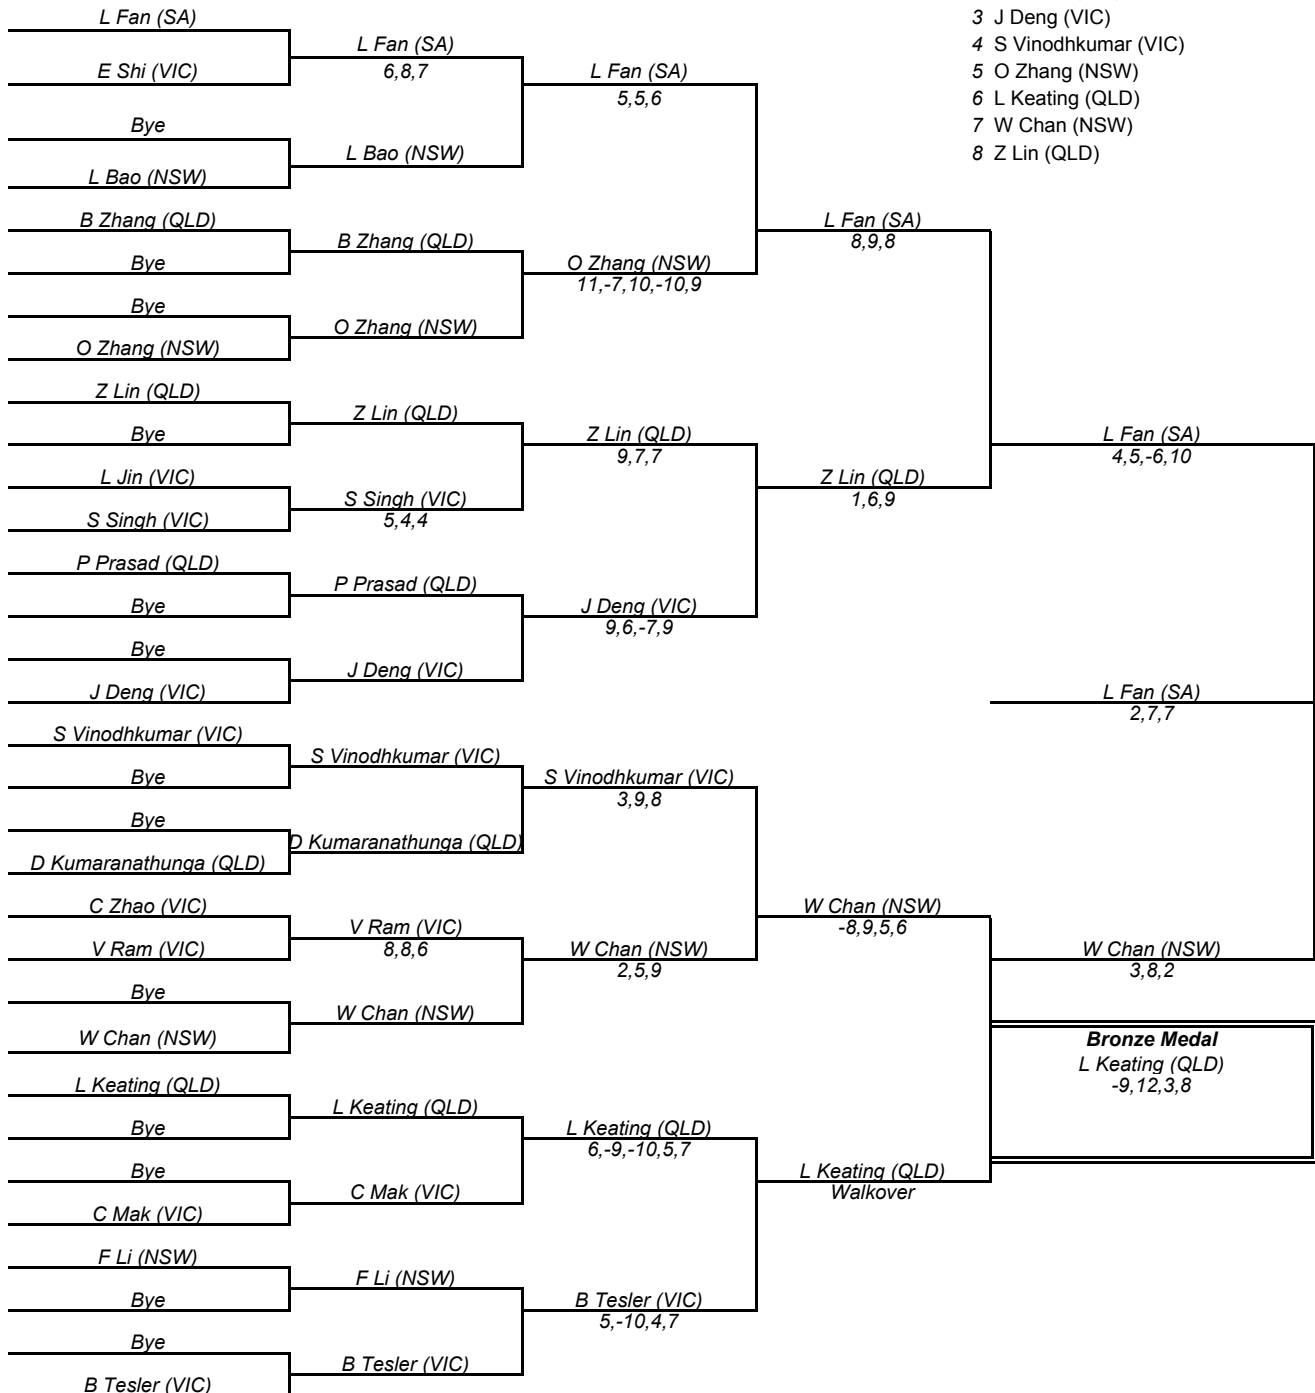 L Fan (SA)
E Shi (VIC)
Bye
L Bao (NSW)
B Zhang (QLD)
Bye
Bye
O Zhang (NSW)
Z Lin (QLD)
Bye
L Jin (VIC)
S Singh (VIC)
P Prasad (QLD)
Bye
Bye
J Deng (VIC)
S Vinodhkumar (VIC)
Bye
Bye
D Kumaranathunga (QLD)
C Zhao (VIC)
V Ram (VIC)
Bye
W Chan (NSW)
L Keating (QLD)
Bye
Bye
C Mak (VIC)
F Li (NSW)
Bye
Bye
B Tesler (VIC)
L Fan (SA)
6,8,7
L Bao (NSW)
B Zhang (QLD)
O Zhang (NSW)
Z Lin (QLD)
S Singh (VIC)
5,4,4
P Prasad (QLD)
J Deng (VIC)
S Vinodhkumar (VIC)
D Kumaranathunga (QLD)
V Ram (VIC)
8,8,6
W Chan (NSW)
L Keating (QLD)
C Mak (VIC)
F Li (NSW)
B Tesler (VIC)
L Fan (SA)
5,5,6
O Zhang (NSW)
11,-7,10,-10,9
Z Lin (QLD)
9,7,7
J Deng (VIC)
9,6,-7,9
S Vinodhkumar (VIC)
3,9,8
W Chan (NSW)
2,5,9
L Keating (QLD)
6,-9,-10,5,7
B Tesler (VIC)
5,-10,4,7
L Fan (SA)
8,9,8
Z Lin (QLD)
1,6,9
W Chan (NSW)
-8,9,5,6
L Keating (QLD)
Walkover
3 J Deng (VIC)
4 S Vinodhkumar (VIC)
5 O Zhang (NSW)
6 L Keating (QLD)
7 W Chan (NSW)
8 Z Lin (QLD)
L Fan (SA)
4,5,-6,10
L Fan (SA)
2,7,7
W Chan (NSW)
3,8,2
Bronze Medal
L Keating (QLD)
-9,12,3,8